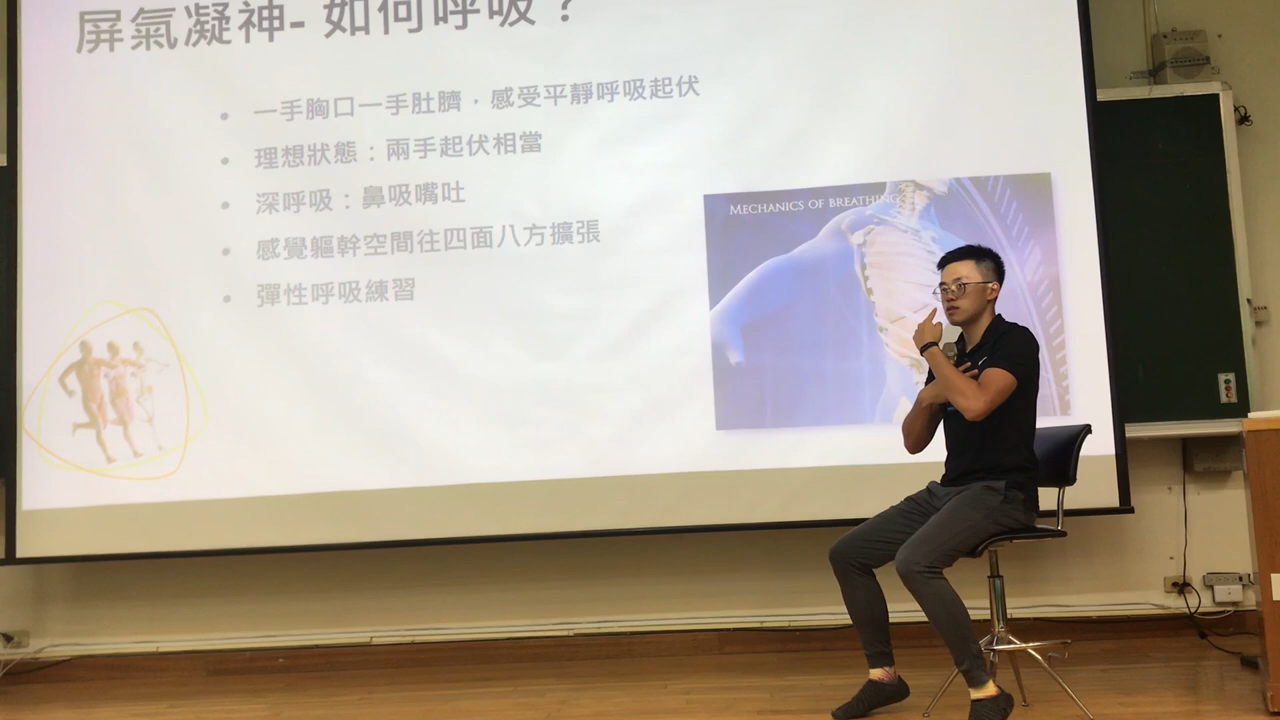 屏氣凝神- 如何呼吸？
• 一手胸口一手肚臍，感受平靜呼吸起伏
• 理想狀態：兩手起伏相當
• 深呼吸：鼻吸嘴吐
• 感覺軀幹空間往四面八方擴張
• 彈性呼吸練習
MECHANICS OF BREATHING